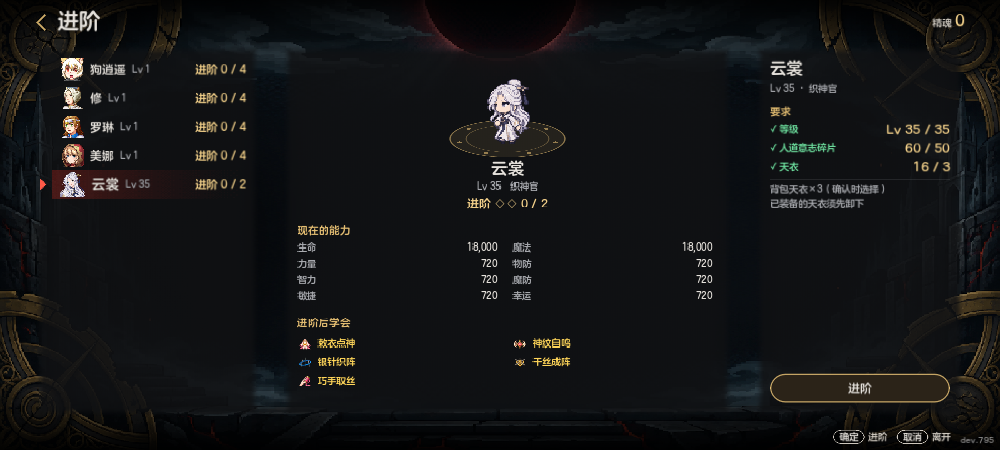 进阶
精魂 0
狗逍遥 Lv 1 进阶 0 / 4
修 Lv 1 进阶 0 / 4
罗琳 Lv 1 进阶 0 / 4
美娜 Lv 1 进阶 0 / 4
云裳 Lv 35 进阶 0 / 2
云裳
Lv 35 织神官
进阶 ◇◇ 0 / 2
现在的能力
生命 18,000 魔法 18,000
力量 720 物防 720
智力 720 魔防 720
敏捷 720 幸运 720
进阶后学会
敕衣点神 神纹自鸣
银针织阵 千丝成阵
巧手取丝
云裳
Lv 35 · 织神官
要求
✓ 等级 Lv 35 / 35
✓ 人道意志碎片 60 / 50
✓ 天衣 16 / 3
背包天衣×3（确认时选择）
已装备的天衣须先卸下
进阶
确定 进阶 取消 离开
dev.795